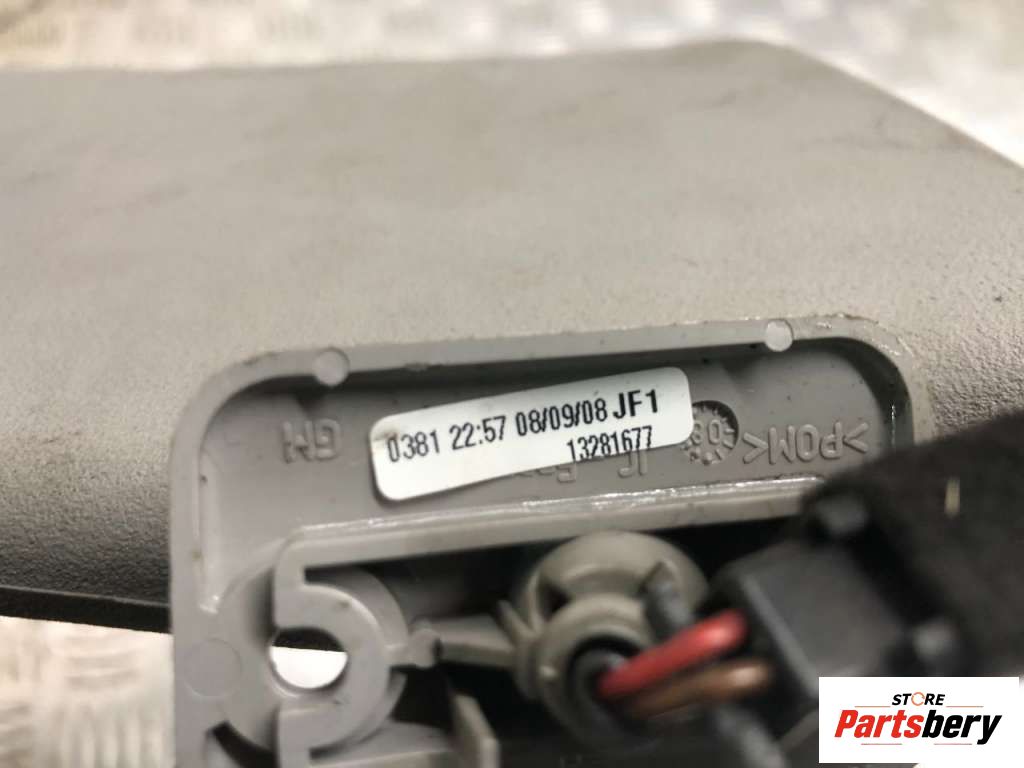 0381 22:57 08/09/08 JF1
13281677
GM
>POM<
STORE
Partsbery